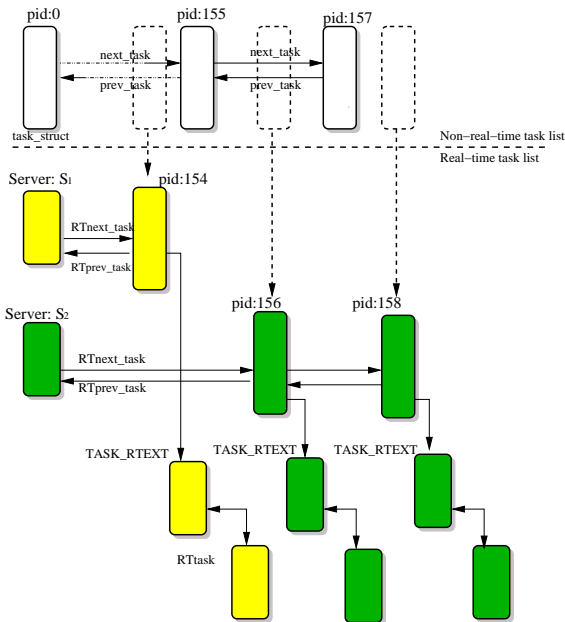 pid:0
pid:155
pid:157
next_task
next_task
prev_task
prev_task
task_struct
Non-real-time task list
Real-time task list
Server: S1
pid:154
RTnext_task
RTprev_task
pid:156
pid:158
Server: S2
RTnext_task
RTprev_task
TASK_RTEXT
TASK_RTEXT
TASK_RTEXT
RTtask